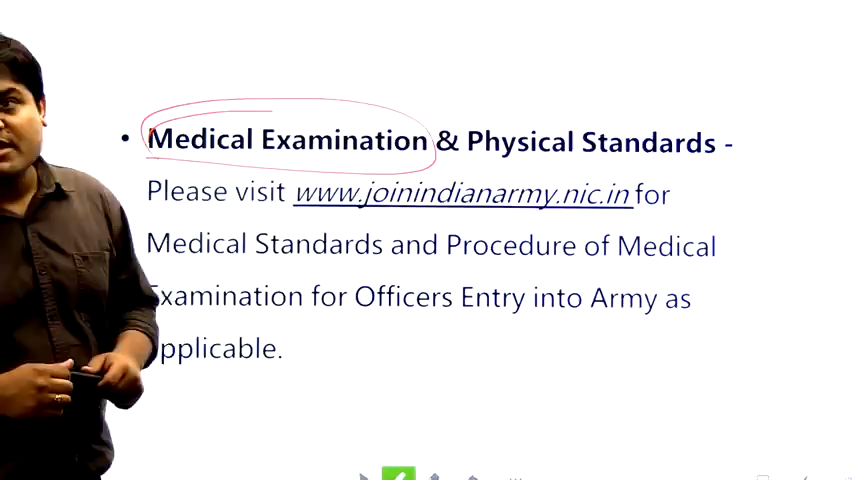 • Medical Examination & Physical Standards -
Please visit www.joinindianarmy.nic.in for
Medical Standards and Procedure of Medical
Examination for Officers Entry into Army as
applicable.